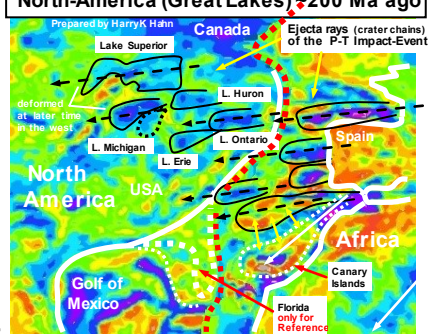 North-America (Great Lakes) 200 Ma ago
Prepared by Harry K Hahn
Canada
Ejecta rays (crater chains)
of the P-T Impact-Event
Lake Superior
deformed
at later time
in the west
L. Huron
L. Michigan
L. Erie
L. Ontario
Spain
North
America
USA
Africa
Golf of
Mexico
Canary
Islands
Florida
only for
Reference